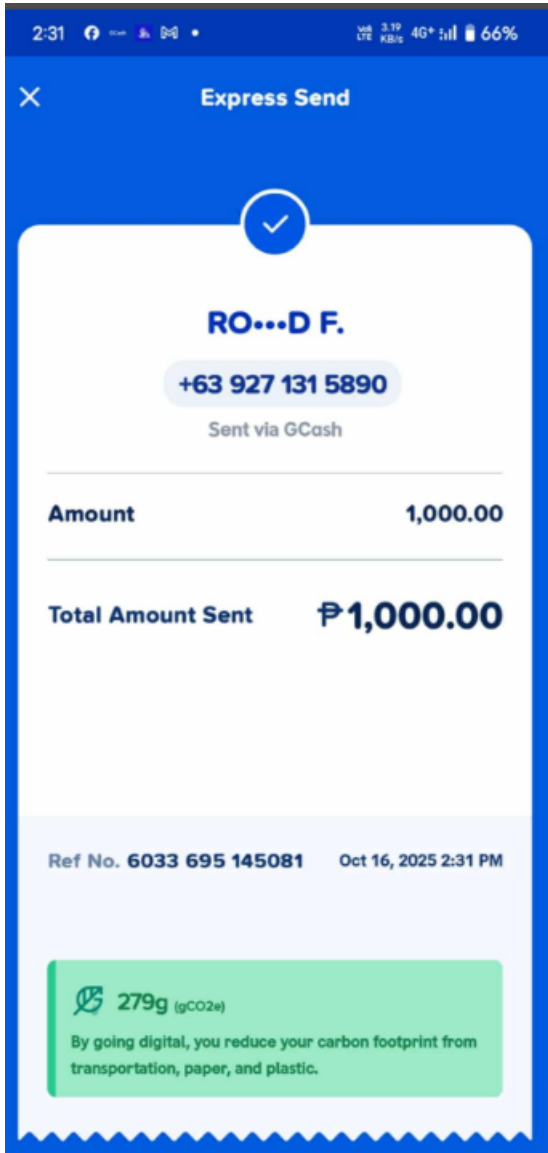 2:31 VoLTE 3.19 KB/s 4G+ 66%
Express Send
RO•••D F.
+63 927 131 5890
Sent via GCash
Amount 1,000.00
Total Amount Sent ₱1,000.00
Ref No. 6033 695 145081 Oct 16, 2025 2:31 PM
279g (gCO2e)
By going digital, you reduce your carbon footprint from
transportation, paper, and plastic.